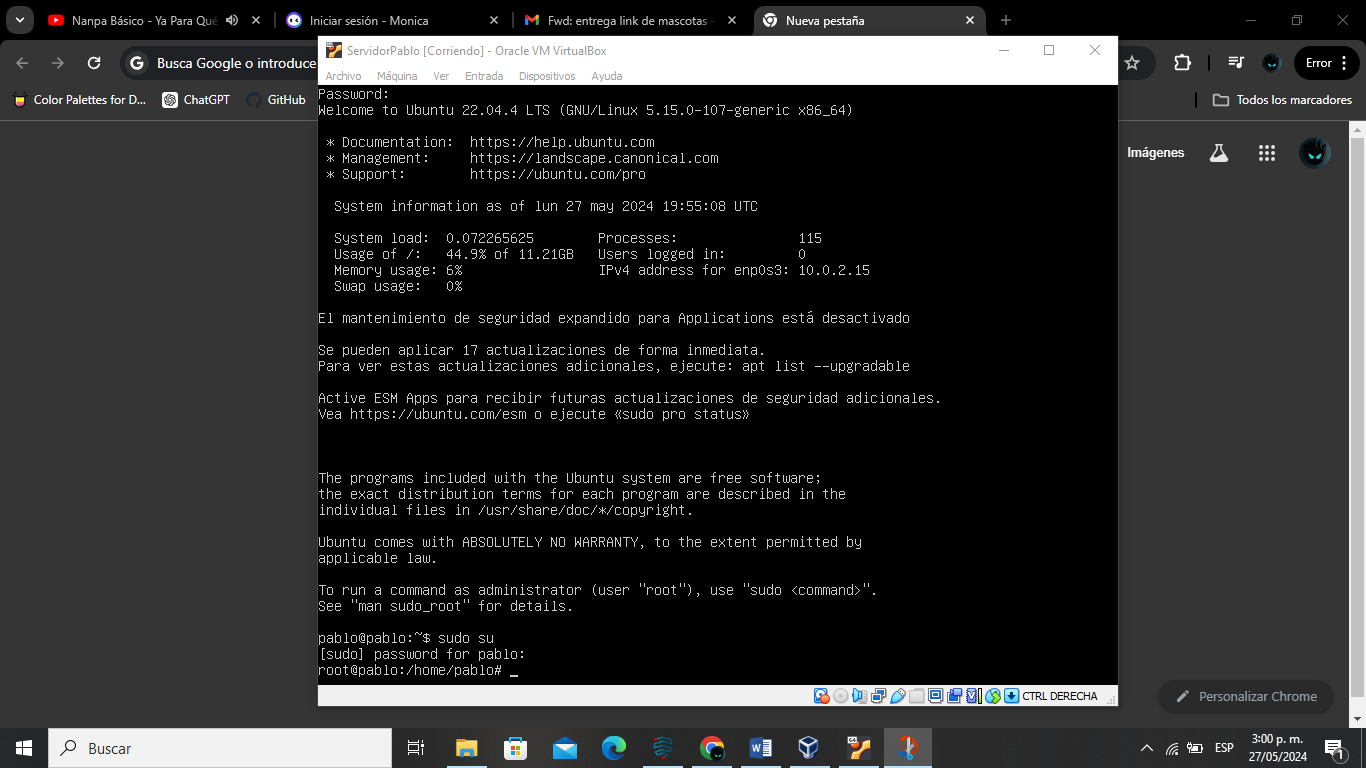 Nanpa Básico - Ya Para Qué
Iniciar sesión - Monica
Fwd: entrega link de mascotas -
Nueva pestaña
Busca Google o introduce
Error
Color Palettes for D...
ChatGPT
GitHub
Todos los marcadores
Imágenes
ServidorPablo [Corriendo] - Oracle VM VirtualBox
Archivo Máquina Ver Entrada Dispositivos Ayuda
Password:
Welcome to Ubuntu 22.04.4 LTS (GNU/Linux 5.15.0-107-generic x86_64)
* Documentation: https://help.ubuntu.com
* Management: https://landscape.canonical.com
* Support: https://ubuntu.com/pro
System information as of lun 27 may 2024 19:55:08 UTC
System load: 0.072265625 Processes: 115
Usage of /: 44.9% of 11.21GB Users logged in: 0
Memory usage: 6% IPv4 address for enp0s3: 10.0.2.15
Swap usage: 0%
El mantenimiento de seguridad expandido para Applications está desactivado
Se pueden aplicar 17 actualizaciones de forma inmediata.
Para ver estas actualizaciones adicionales, ejecute: apt list --upgradable
Active ESM Apps para recibir futuras actualizaciones de seguridad adicionales.
Vea https://ubuntu.com/esm o ejecute «sudo pro status»
The programs included with the Ubuntu system are free software;
the exact distribution terms for each program are described in the
individual files in /usr/share/doc/*/copyright.
Ubuntu comes with ABSOLUTELY NO WARRANTY, to the extent permitted by
applicable law.
To run a command as administrator (user "root"), use "sudo <command>".
See "man sudo_root" for details.
pablo@pablo:~$ sudo su
[sudo] password for pablo:
root@pablo:/home/pablo# _
CTRL DERECHA
Personalizar Chrome
Buscar
ESP
3:00 p. m.
27/05/2024
1